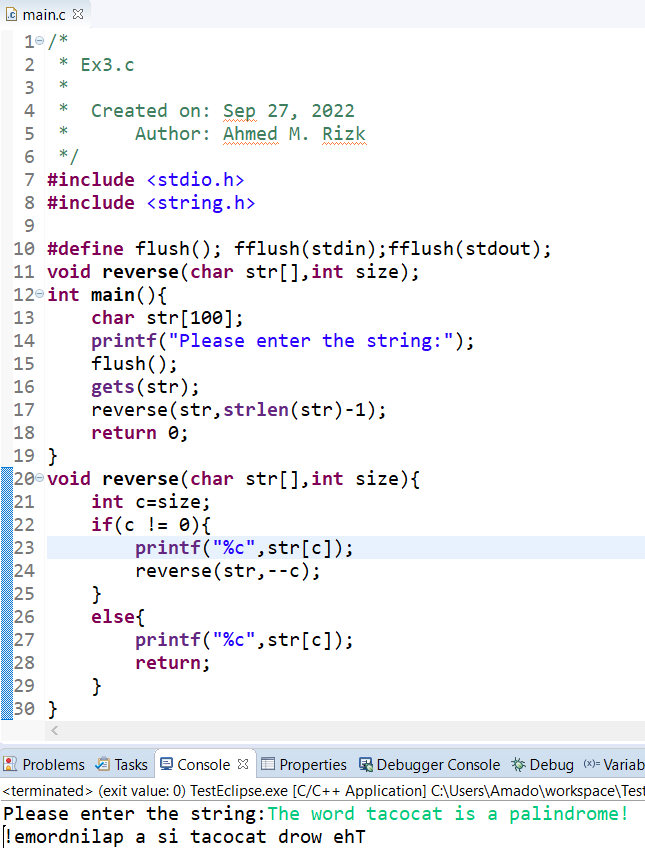 main.c
1 /*
2  * Ex3.c
3  *
4  *  Created on: Sep 27, 2022
5  *      Author: Ahmed M. Rizk
6  */
7 #include <stdio.h>
8 #include <string.h>
9
10 #define flush(); fflush(stdin);fflush(stdout);
11 void reverse(char str[],int size);
12 int main(){
13     char str[100];
14     printf("Please enter the string:");
15     flush();
16     gets(str);
17     reverse(str,strlen(str)-1);
18     return 0;
19 }
20 void reverse(char str[],int size){
21     int c=size;
22     if(c != 0){
23         printf("%c",str[c]);
24         reverse(str,--c);
25     }
26     else{
27         printf("%c",str[c]);
28         return;
29     }
30 }
Problems Tasks Console Properties Debugger Console Debug (x)= Variab
<terminated> (exit value: 0) TestEclipse.exe [C/C++ Application] C:\Users\Amado\workspace\Test
Please enter the string:The word tacocat is a palindrome!
!emordnilap a si tacocat drow ehT